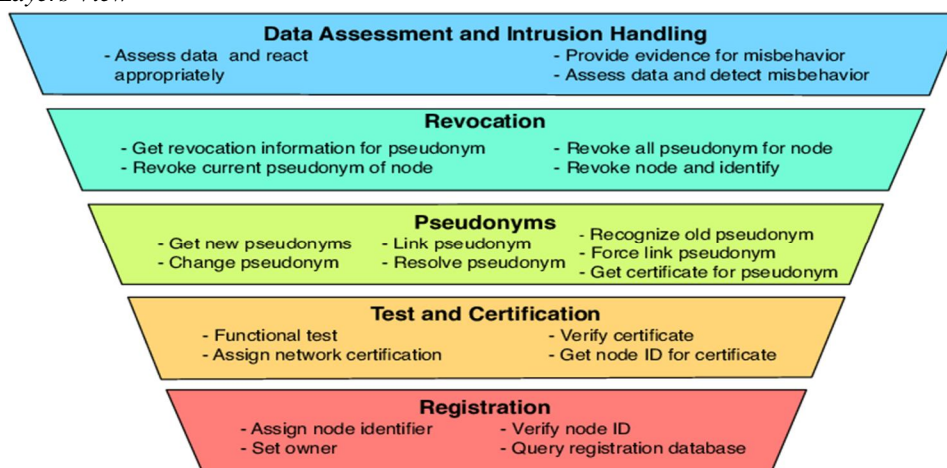 Layers View
Data Assessment and Intrusion Handling
- Assess data and react
appropriately
- Provide evidence for misbehavior
- Assess data and detect misbehavior
Revocation
- Get revocation information for pseudonym
- Revoke current pseudonym of node
- Revoke all pseudonym for node
- Revoke node and identify
Pseudonyms
- Get new pseudonyms
- Change pseudonym
- Link pseudonym
- Resolve pseudonym
- Recognize old pseudonym
- Force link pseudonym
- Get certificate for pseudonym
Test and Certification
- Functional test
- Assign network certification
- Verify certificate
- Get node ID for certificate
Registration
- Assign node identifier
- Set owner
- Verify node ID
- Query registration database